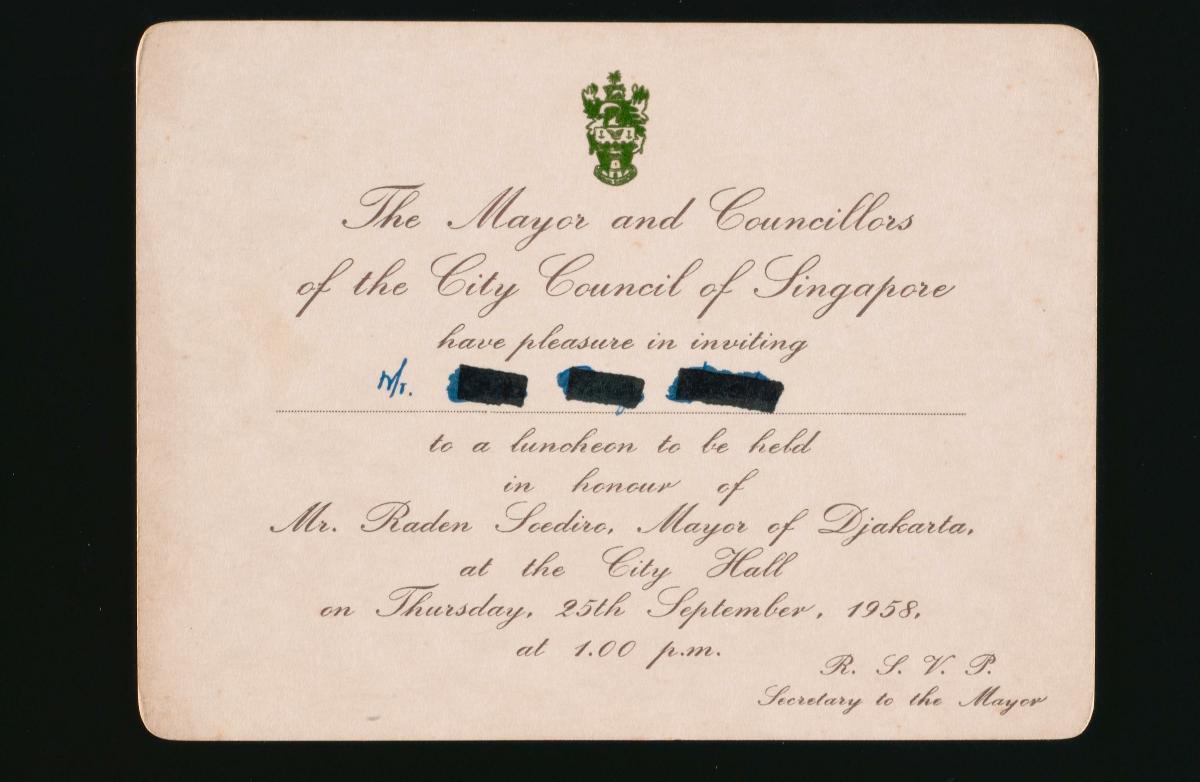 The Mayor and Councillors
of the City Council of Singapore
have pleasure in inviting
Mr.
to a luncheon to be held
in honour of
Mr. Raden Soediro, Mayor of Djakarta,
at the City Hall
on Thursday, 25th September, 1958,
at 1.00 p.m.
R. S. V. P.
Secretary to the Mayor